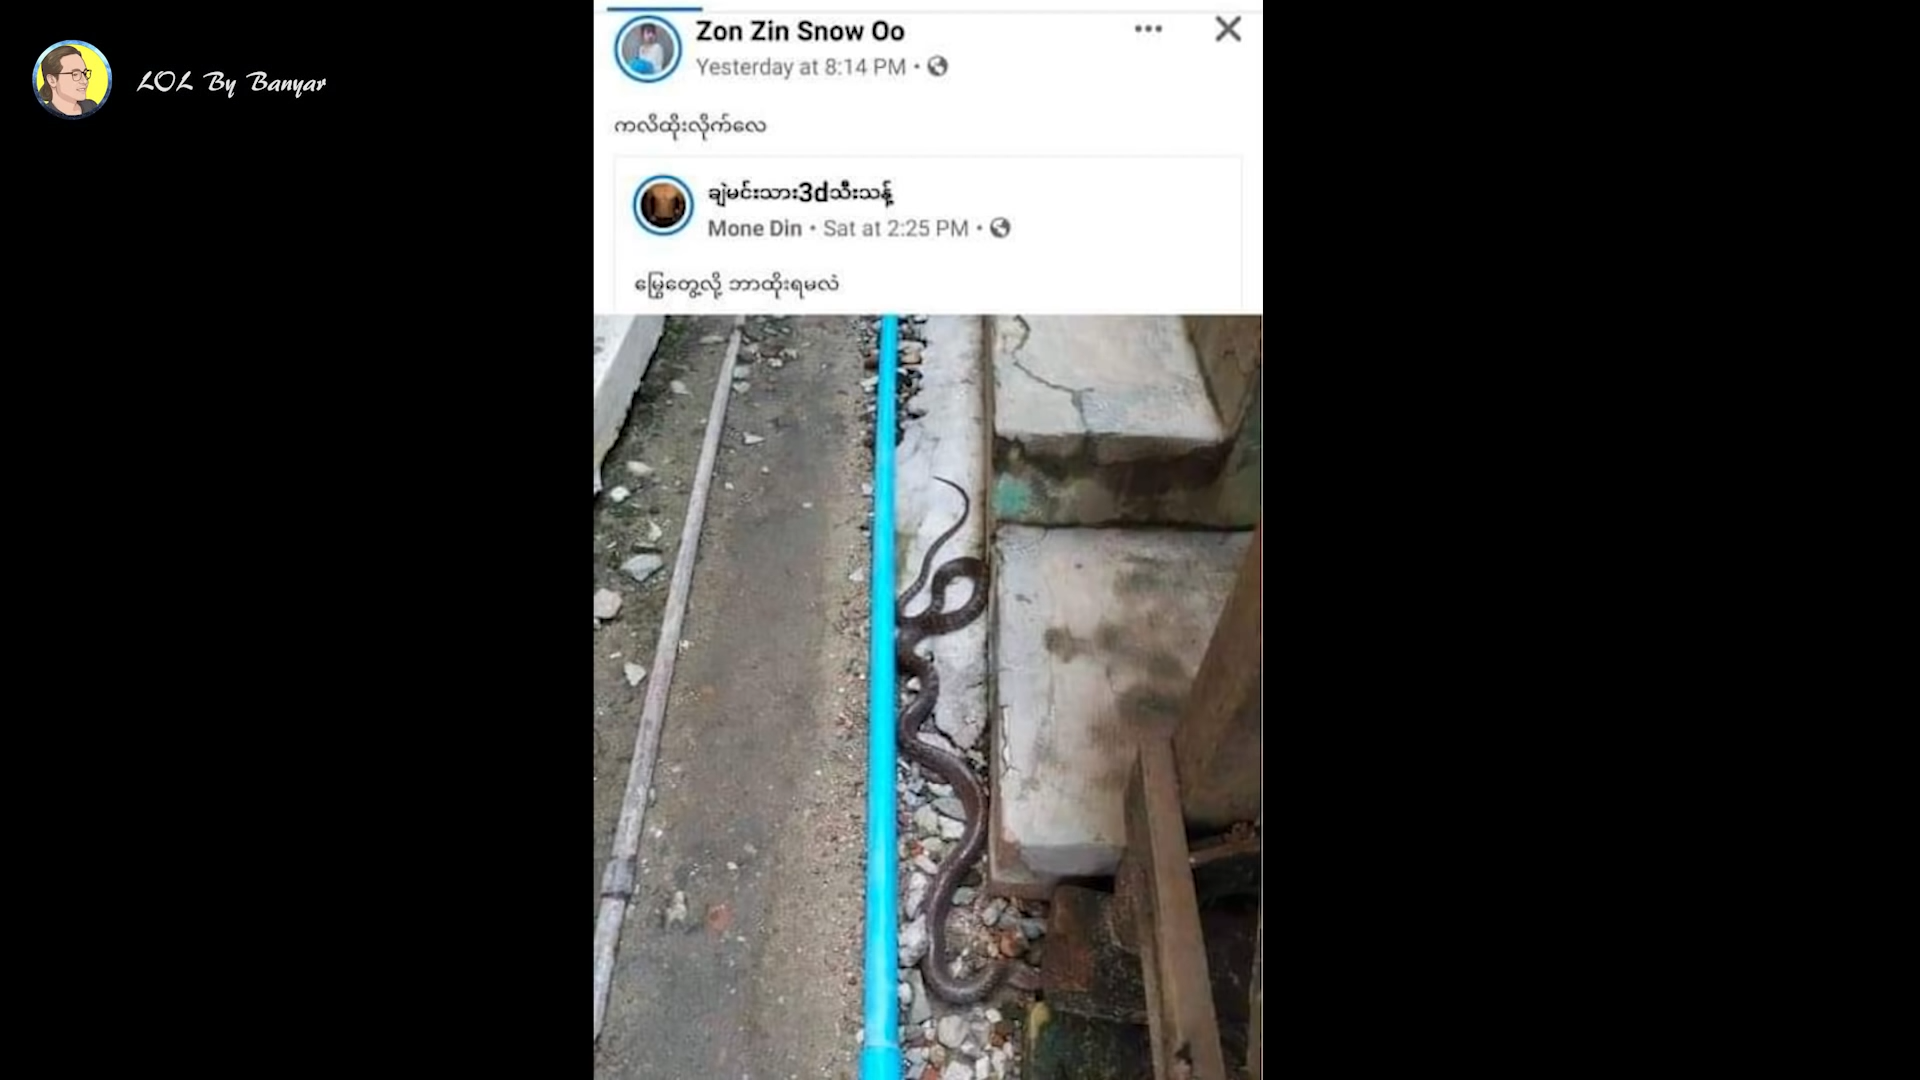 LOL By Banyar
Zon Zin Snow Oo
Yesterday at 8:14 PM ·
ကလိထိုးလိုက်လေ
ချဲမင်းသား3dသီးသန့်
Mone Din · Sat at 2:25 PM ·
မြွေတွေ့လို့ ဘာထိုးရမလဲ